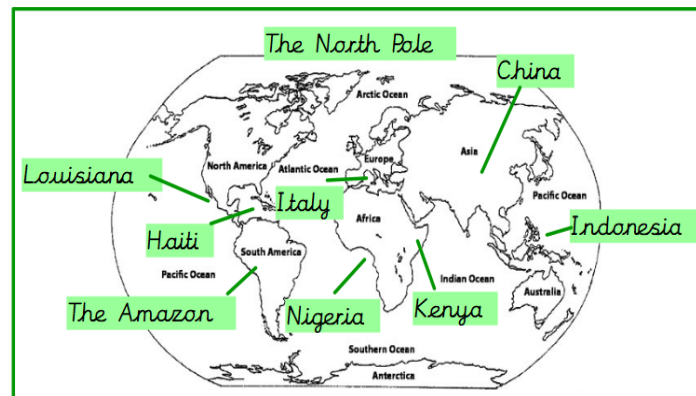 The North Pole
China
Arctic Ocean
North America
Atlantic Ocean
Europe
Asia
Louisiana
Italy
Pacific Ocean
Haiti
Africa
Indonesia
South America
Pacific Ocean
Indian Ocean
Australia
The Amazon
Nigeria
Kenya
Southern Ocean
Anterctica